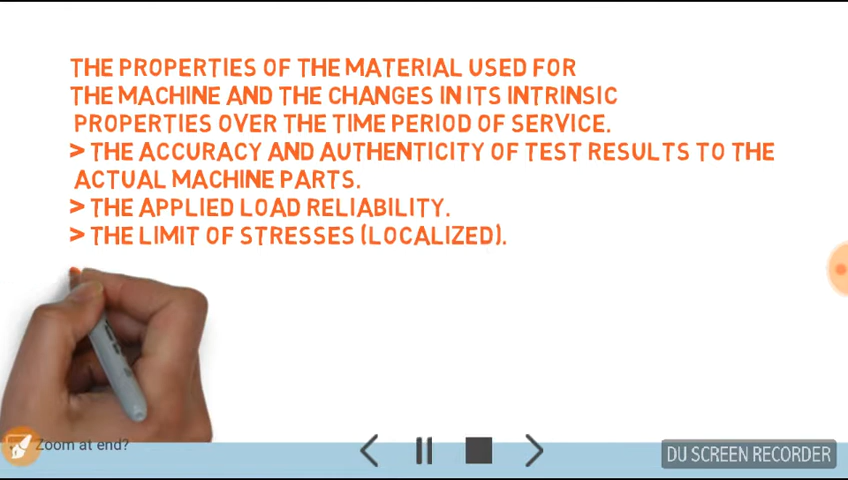 THE PROPERTIES OF THE MATERIAL USED FOR
THE MACHINE AND THE CHANGES IN ITS INTRINSIC
PROPERTIES OVER THE TIME PERIOD OF SERVICE.
> THE ACCURACY AND AUTHENTICITY OF TEST RESULTS TO THE
ACTUAL MACHINE PARTS.
> THE APPLIED LOAD RELIABILITY.
> THE LIMIT OF STRESSES (LOCALIZED).
Zoom at end?
DU SCREEN RECORDER